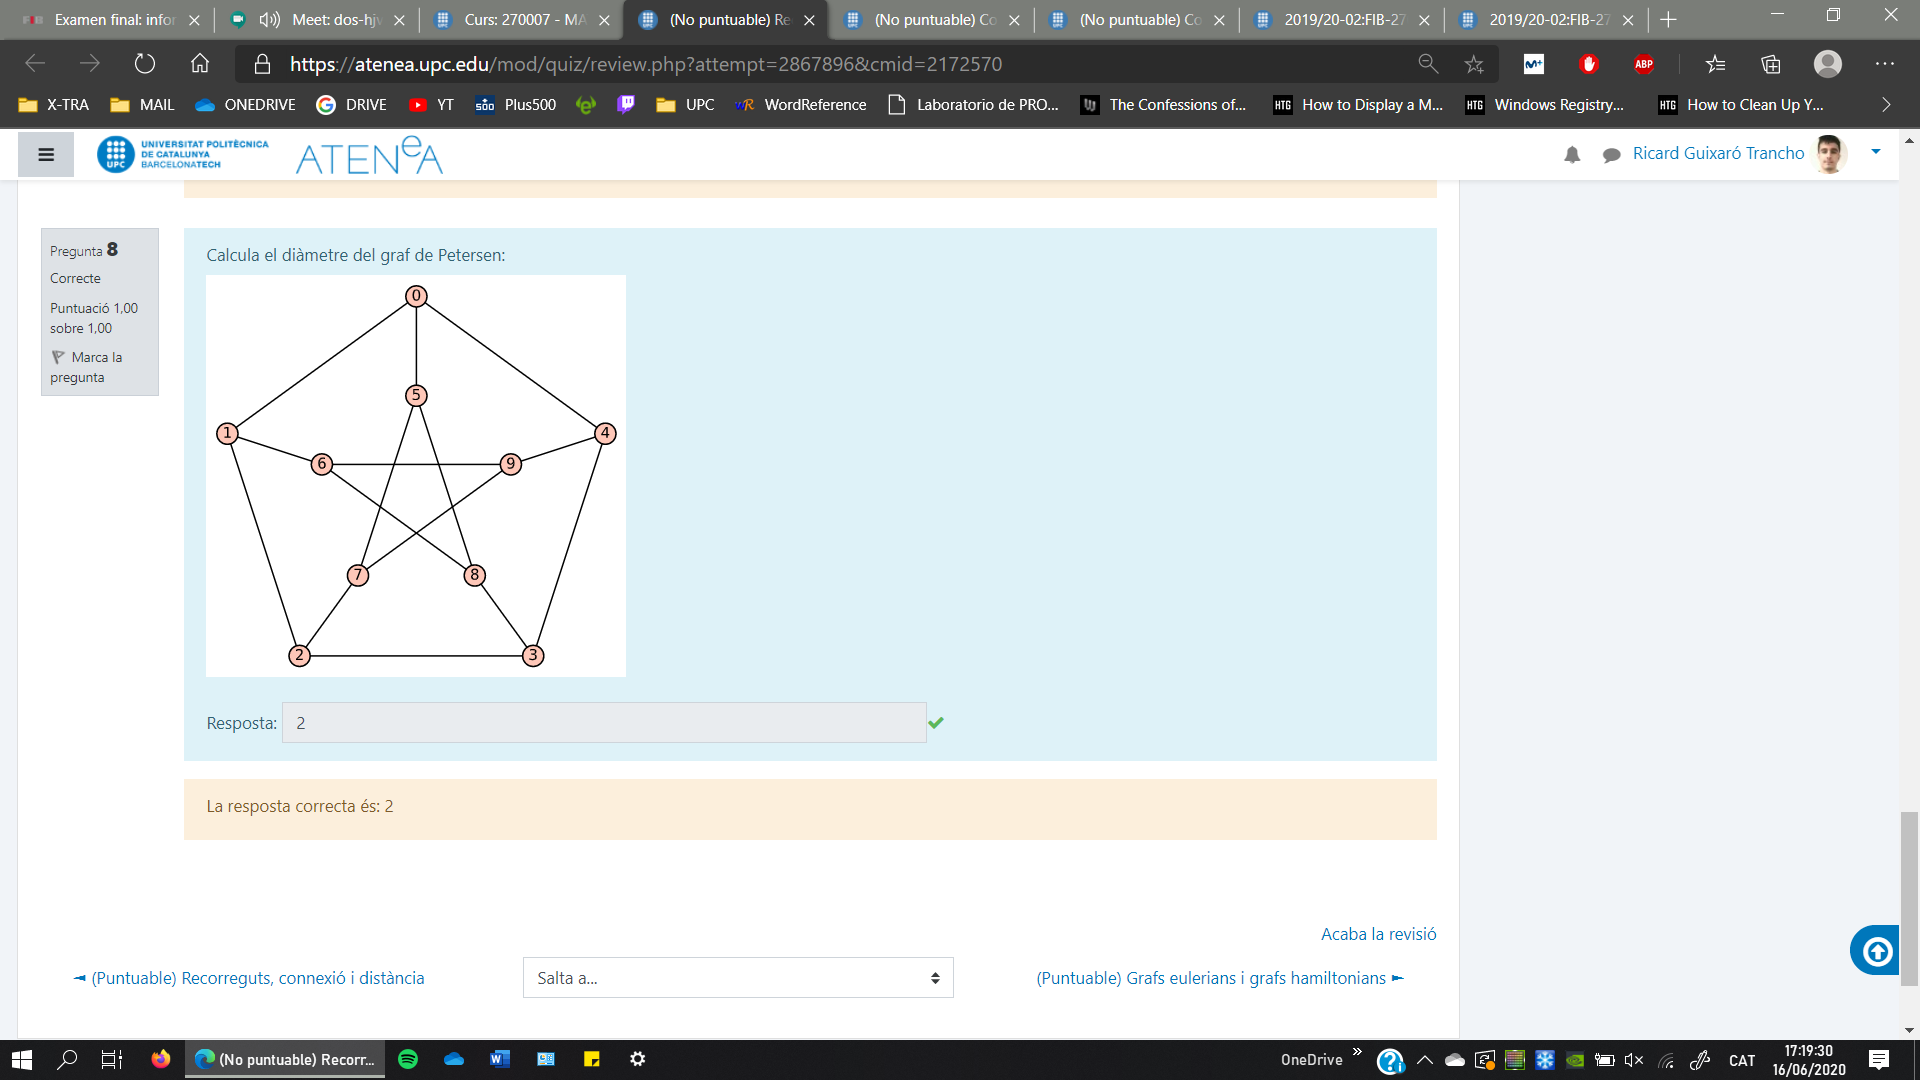 Examen final: infor
Meet: dos-hjv
Curs: 270007 - MA
(No puntuable) Re
(No puntuable) Co
(No puntuable) Co
2019/20-02:FIB-27
2019/20-02:FIB-27
https://atenea.upc.edu/mod/quiz/review.php?attempt=2867896&cmid=2172570
ABP
X-TRA
MAIL
ONEDRIVE
DRIVE
YT
Plus500
UPC
WordReference
Laboratorio de PRO...
The Confessions of...
HTG
How to Display a M...
HTG
Windows Registry...
HTG
How to Clean Up Y...
UPC
UNIVERSITAT POLITÈCNICA
DE CATALUNYA
BARCELONATECH
ATENeA
Ricard Guixaró Trancho
Pregunta 8
Correcte
Puntuació 1,00
sobre 1,00
Marca la
pregunta
Calcula el diàmetre del graf de Petersen:
0
5
1
4
6
9
7
8
2
3
Resposta: 2
La resposta correcta és: 2
Acaba la revisió
◄ (Puntuable) Recorreguts, connexió i distància
Salta a...
(Puntuable) Grafs eulerians i grafs hamiltonians ►
(No puntuable) Recorr...
OneDrive
CAT
17:19:30
16/06/2020